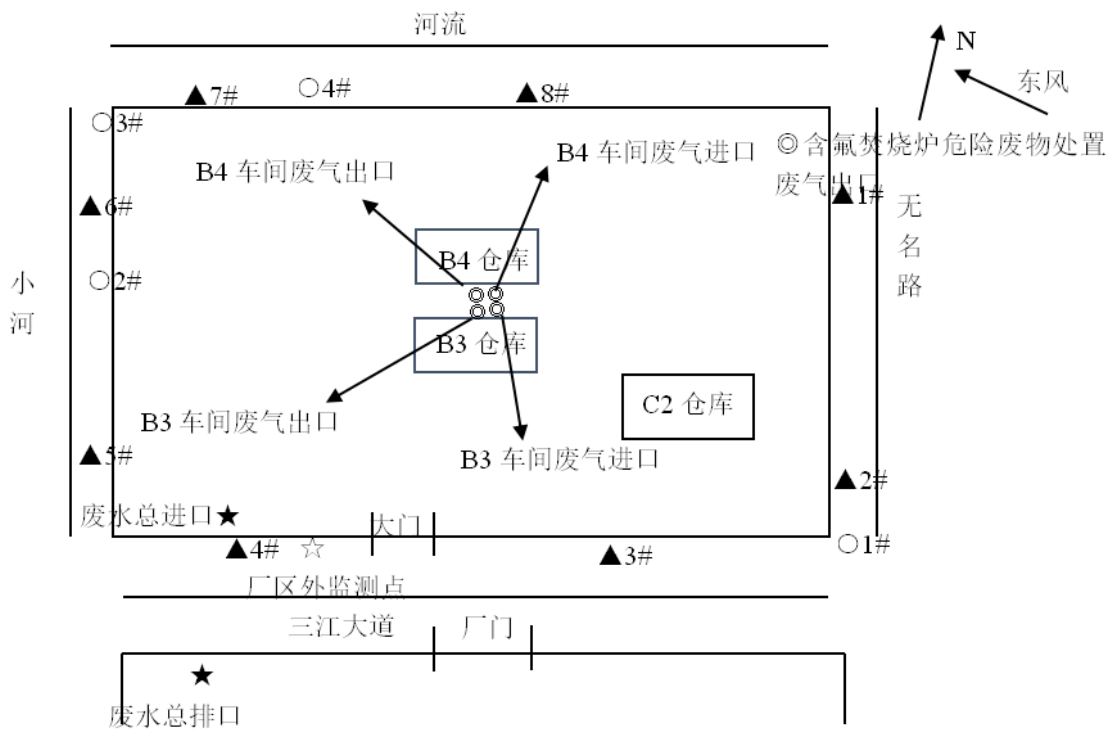 河流
N
东风
▲7#
○4#
▲8#
○3#
B4 车间废气出口
B4 车间废气进口
◎含氟焚烧炉危险废物处置
废气出口
▲1#
▲6#
无名路
B4 仓库
○2#
小河
B3 仓库
C2 仓库
B3 车间废气出口
B3 车间废气进口
▲5#
▲2#
废水总进口★
大门
▲4#
☆
▲3#
○1#
厂区外监测点
三江大道
厂门
★
废水总排口